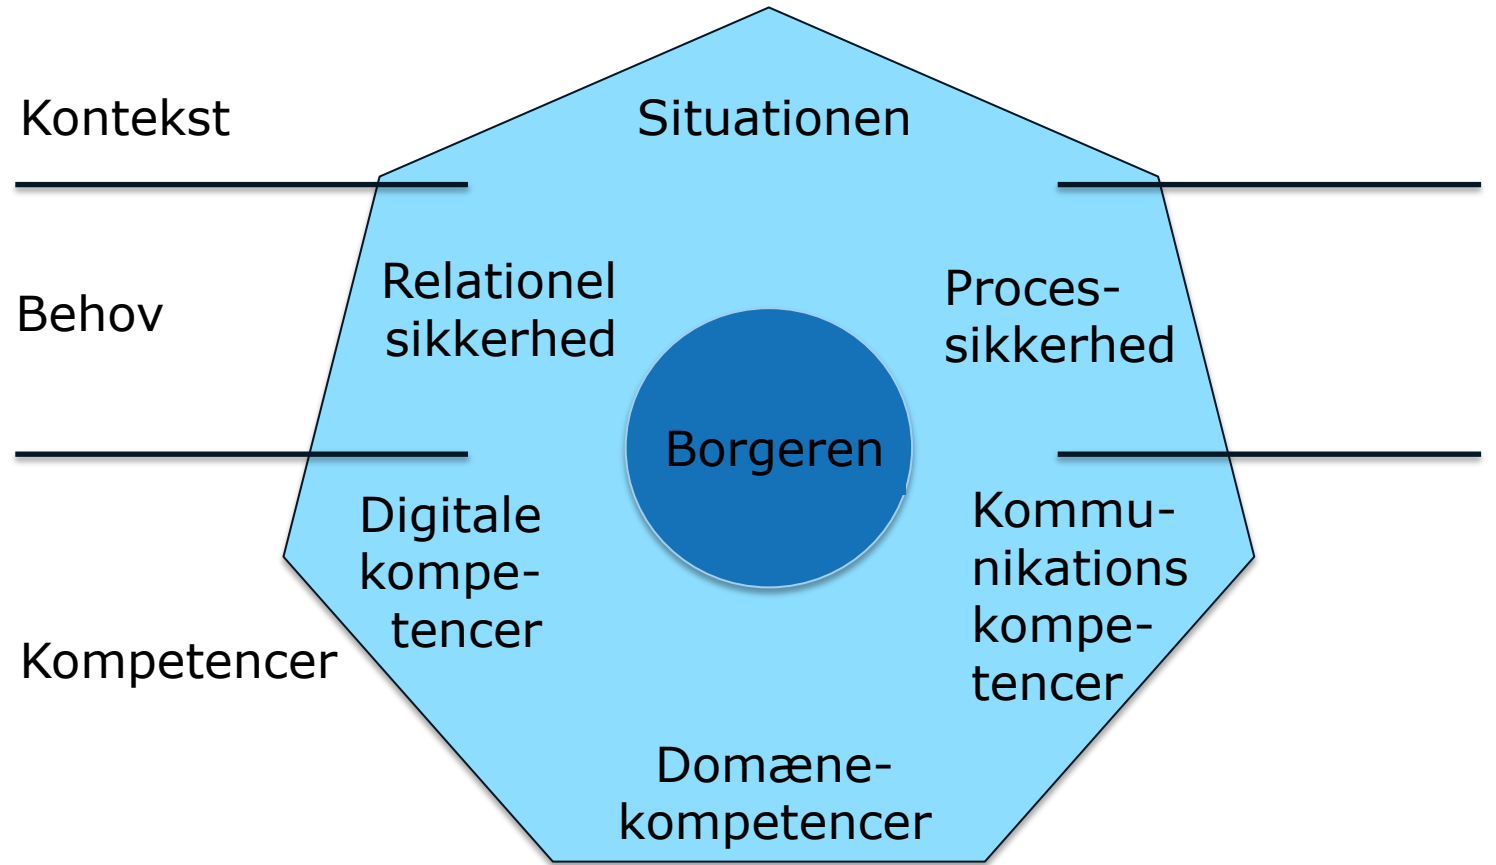 Kontekst
Situationen
Behov
Relationel
sikkerhed
Proces-
sikkerhed
Borgeren
Kompetencer
Digitale
kompe-
tencer
Kommu-
nikations
kompe-
tencer
Domæne-
kompetencer